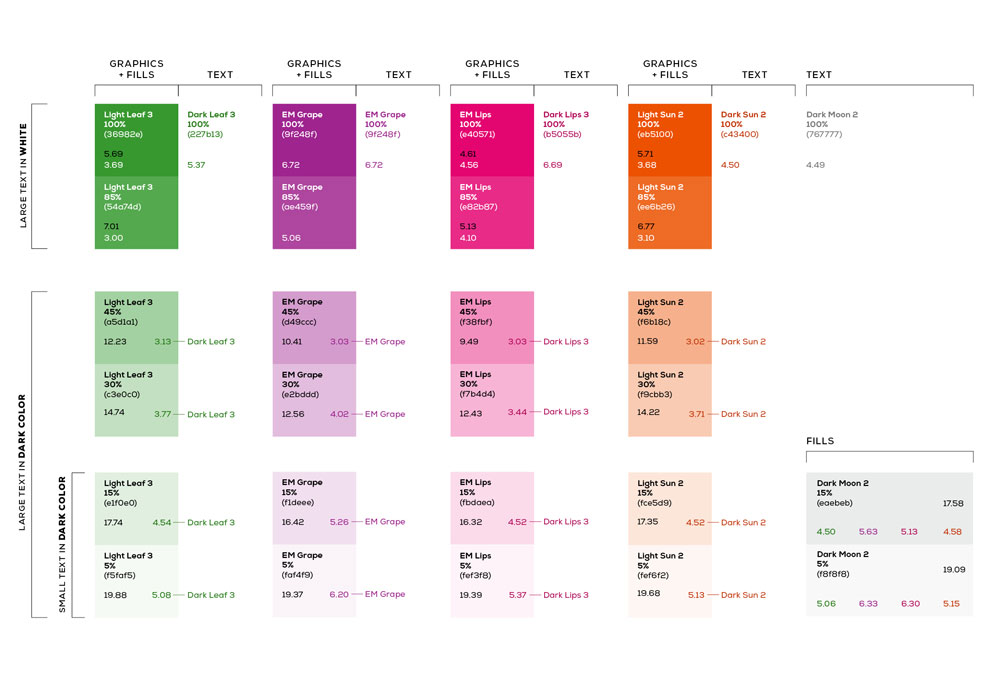 GRAPHICS
+ FILLS
TEXT
GRAPHICS
+ FILLS
TEXT
GRAPHICS
+ FILLS
TEXT
GRAPHICS
+ FILLS
TEXT
TEXT
LARGE TEXT IN WHITE
Light Leaf 3
100%
(36982e)
5.69
3.69
Dark Leaf 3
100%
(227b13)
5.37
EM Grape
100%
(9f248f)
6.72
EM Grape
100%
(9f248f)
6.72
EM Lips
100%
(e40571)
4.61
4.56
Dark Lips 3
100%
(b5055b)
6.69
Light Sun 2
100%
(eb5100)
5.71
3.68
Dark Sun 2
100%
(c43400)
4.50
Dark Moon 2
100%
(767777)
4.49
Light Leaf 3
85%
(54a74d)
7.01
3.00
EM Grape
85%
(ae459f)
5.06
EM Lips
85%
(e82b87)
5.13
4.10
Light Sun 2
85%
(ee6b26)
6.77
3.10
LARGE TEXT IN DARK COLOR
Light Leaf 3
45%
(a5d1a1)
12.23 3.13 Dark Leaf 3
EM Grape
45%
(d49ccc)
10.41 3.03 EM Grape
EM Lips
45%
(f38fbf)
9.49 3.03 Dark Lips 3
Light Sun 2
45%
(f6b18c)
11.59 3.02 Dark Sun 2
Light Leaf 3
30%
(c3e0c0)
14.74 3.77 Dark Leaf 3
EM Grape
30%
(e2bddd)
12.56 4.02 EM Grape
EM Lips
30%
(f7b4d4)
12.43 3.44 Dark Lips 3
Light Sun 2
30%
(f9cbb3)
14.22 3.71 Dark Sun 2
FILLS
SMALL TEXT IN DARK COLOR
Light Leaf 3
15%
(e1f0e0)
17.74 4.54 Dark Leaf 3
EM Grape
15%
(f1deee)
16.42 5.26 EM Grape
EM Lips
15%
(fbdaea)
16.32 4.52 Dark Lips 3
Light Sun 2
15%
(fce5d9)
17.35 4.52 Dark Sun 2
Dark Moon 2
15%
(eaebeb) 17.58
4.50 5.63 5.13 4.58
Light Leaf 3
5%
(f5faf5)
19.88 5.08 Dark Leaf 3
EM Grape
5%
(faf4f9)
19.37 6.20 EM Grape
EM Lips
5%
(fef3f8)
19.39 5.37 Dark Lips 3
Light Sun 2
5%
(fef6f2)
19.68 5.13 Dark Sun 2
Dark Moon 2
5%
(f8f8f8) 19.09
5.06 6.33 6.30 5.15